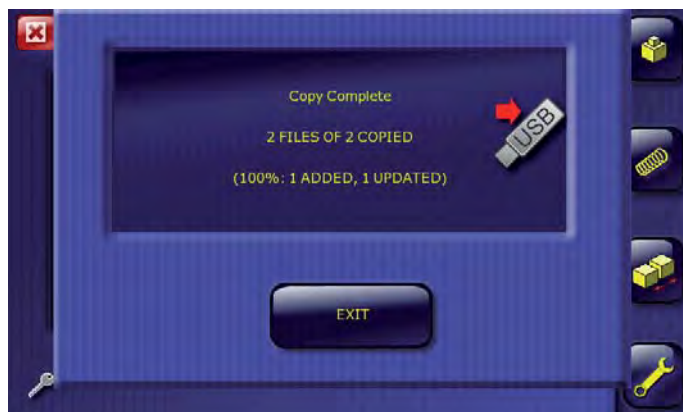 Copy Complete
2 FILES OF 2 COPIED
(100%: 1 ADDED, 1 UPDATED)
USB
EXIT